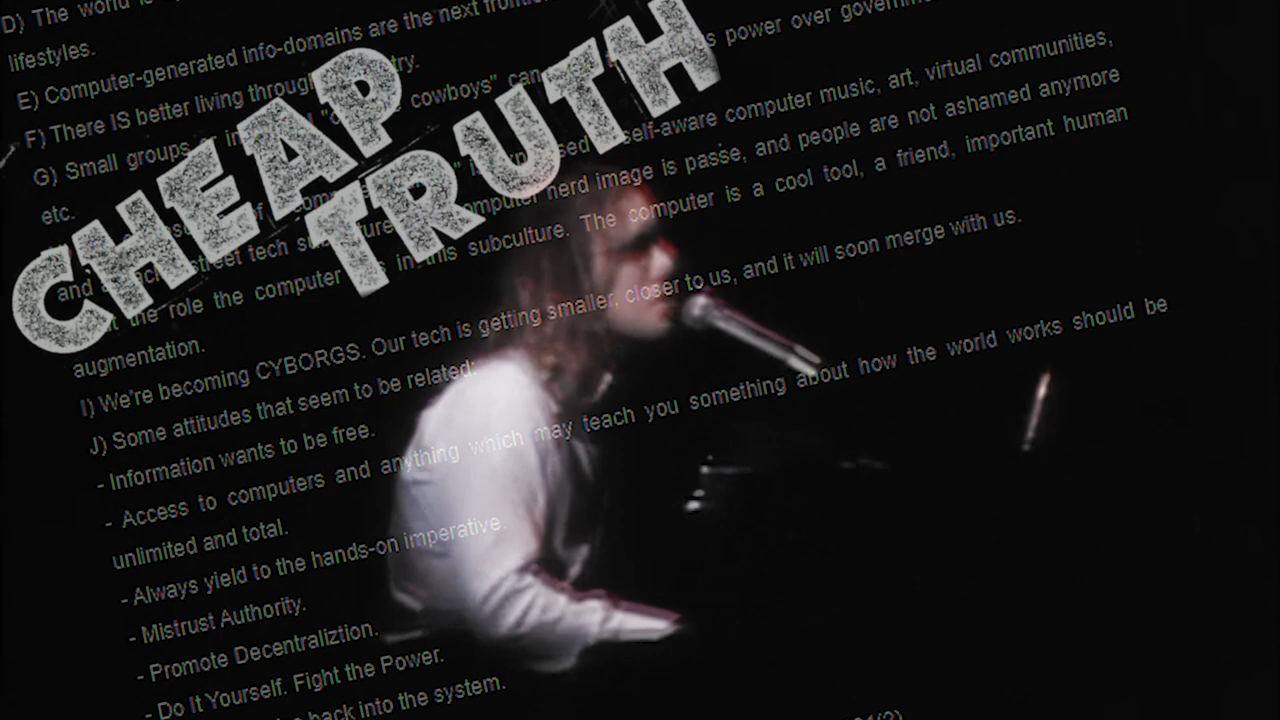 CHEAP
TRUTH
D) The world is
lifestyles.
E) Computer-generated info-domains are the next
F) There IS better living through
G) Small groups cowboys" can power over
etc.
self-aware computer music, art, virtual communities,
and nerd image is passe, and people are not ashamed anymore
the role the computer in this subculture. The computer is a cool tool, a friend, important human
augmentation.
I) We're becoming CYBORGS. Our tech is getting smaller, closer to us, and it will soon merge with us.
J) Some attitudes that seem to be related:
- Information wants to be free.
- Access to computers and anything which may teach you something about how the world works should be
unlimited and total.
- Always yield to the hands-on imperative.
- Mistrust Authority.
- Promote Decentraliztion.
- Do It Yourself. Fight the Power.
back into the system.